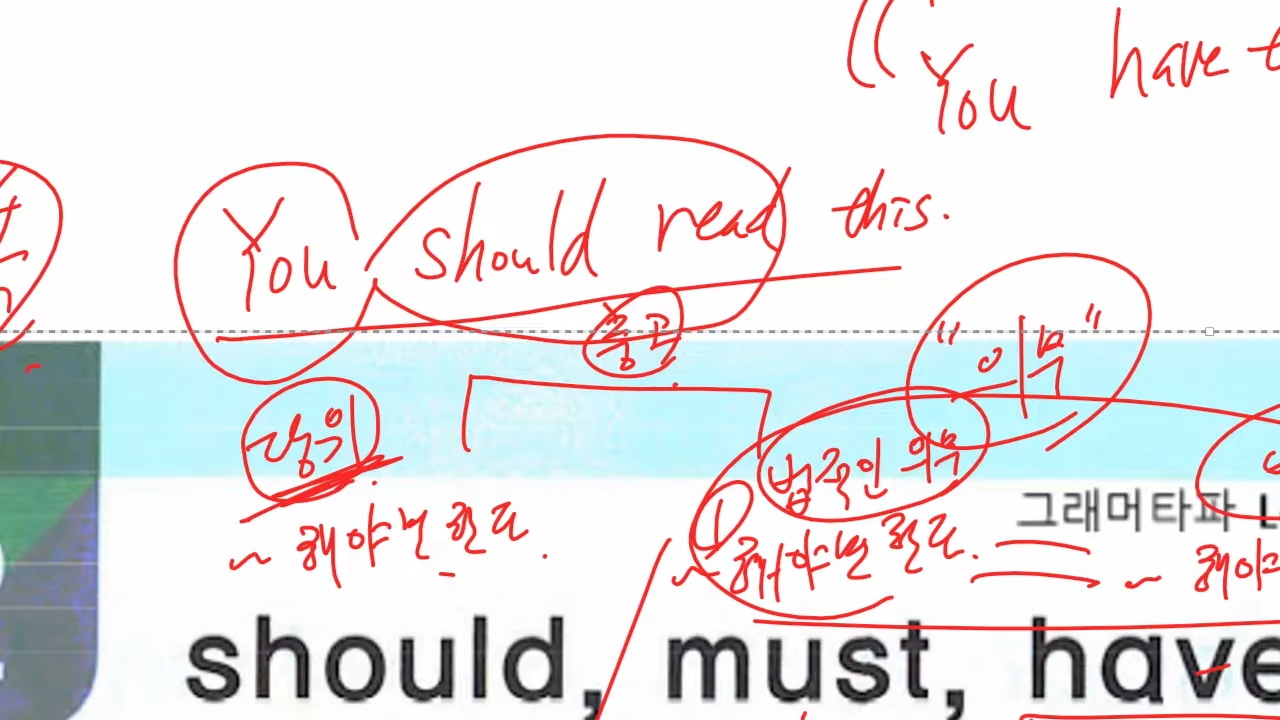 You have t
You should read this.
충고
"의무"
당위
법적인 의무
~ 해야만 한다.
① ~ 해야만 한다.
그래머타파 L
~ 해야
should, must, have